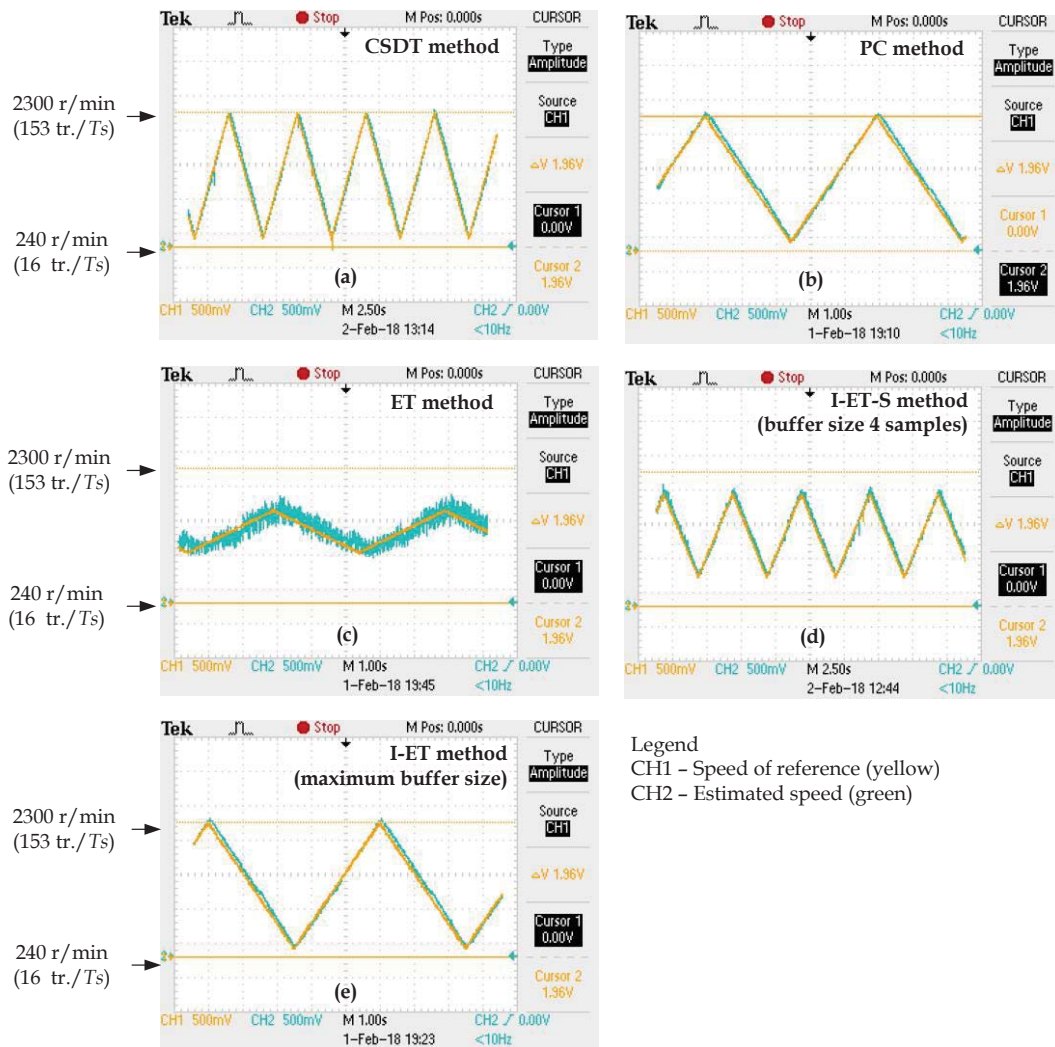 Tek Stop M Pos: 0.000s CURSOR
CSDT method
Type
Amplitude
2300 r/min
(153 tr./Ts)
Source
CH1
△V 1.96V
Cursor 1
0.00V
240 r/min
(16 tr./Ts)
2
Cursor 2
1.96V
(a)
CH1 500mV CH2 500mV M 2.50s CH2 ∫ 0.00V
2-Feb-18 13:14 <10Hz
Tek Stop M Pos: 0.000s CURSOR
PC method
Type
Amplitude
Source
CH1
△V 1.96V
Cursor 1
0.00V
2
Cursor 2
1.96V
(b)
CH1 500mV CH2 500mV M 1.00s CH2 ∫ 0.00V
1-Feb-18 19:10 <10Hz
Tek Stop M Pos: 0.000s CURSOR
ET method
Type
Amplitude
2300 r/min
(153 tr./Ts)
Source
CH1
△V 1.96V
Cursor 1
0.00V
240 r/min
(16 tr./Ts)
2
Cursor 2
1.96V
(c)
CH1 500mV CH2 500mV M 1.00s CH2 ∫ 0.00V
1-Feb-18 19:45 <10Hz
Tek Stop M Pos: 0.000s CURSOR
I-ET-S method
(buffer size 4 samples)
Type
Amplitude
Source
CH1
△V 1.96V
Cursor 1
0.00V
2
Cursor 2
1.96V
(d)
CH1 500mV CH2 500mV M 2.50s CH2 ∫ 0.00V
2-Feb-18 12:44 <10Hz
Tek Stop M Pos: 0.000s CURSOR
I-ET method
(maximum buffer size)
Type
Amplitude
2300 r/min
(153 tr./Ts)
Source
CH1
△V 1.96V
Cursor 1
0.00V
240 r/min
(16 tr./Ts)
2
Cursor 2
1.96V
(e)
CH1 500mV CH2 500mV M 1.00s CH2 ∫ 0.00V
1-Feb-18 19:23 <10Hz
Legend
CH1 – Speed of reference (yellow)
CH2 – Estimated speed (green)